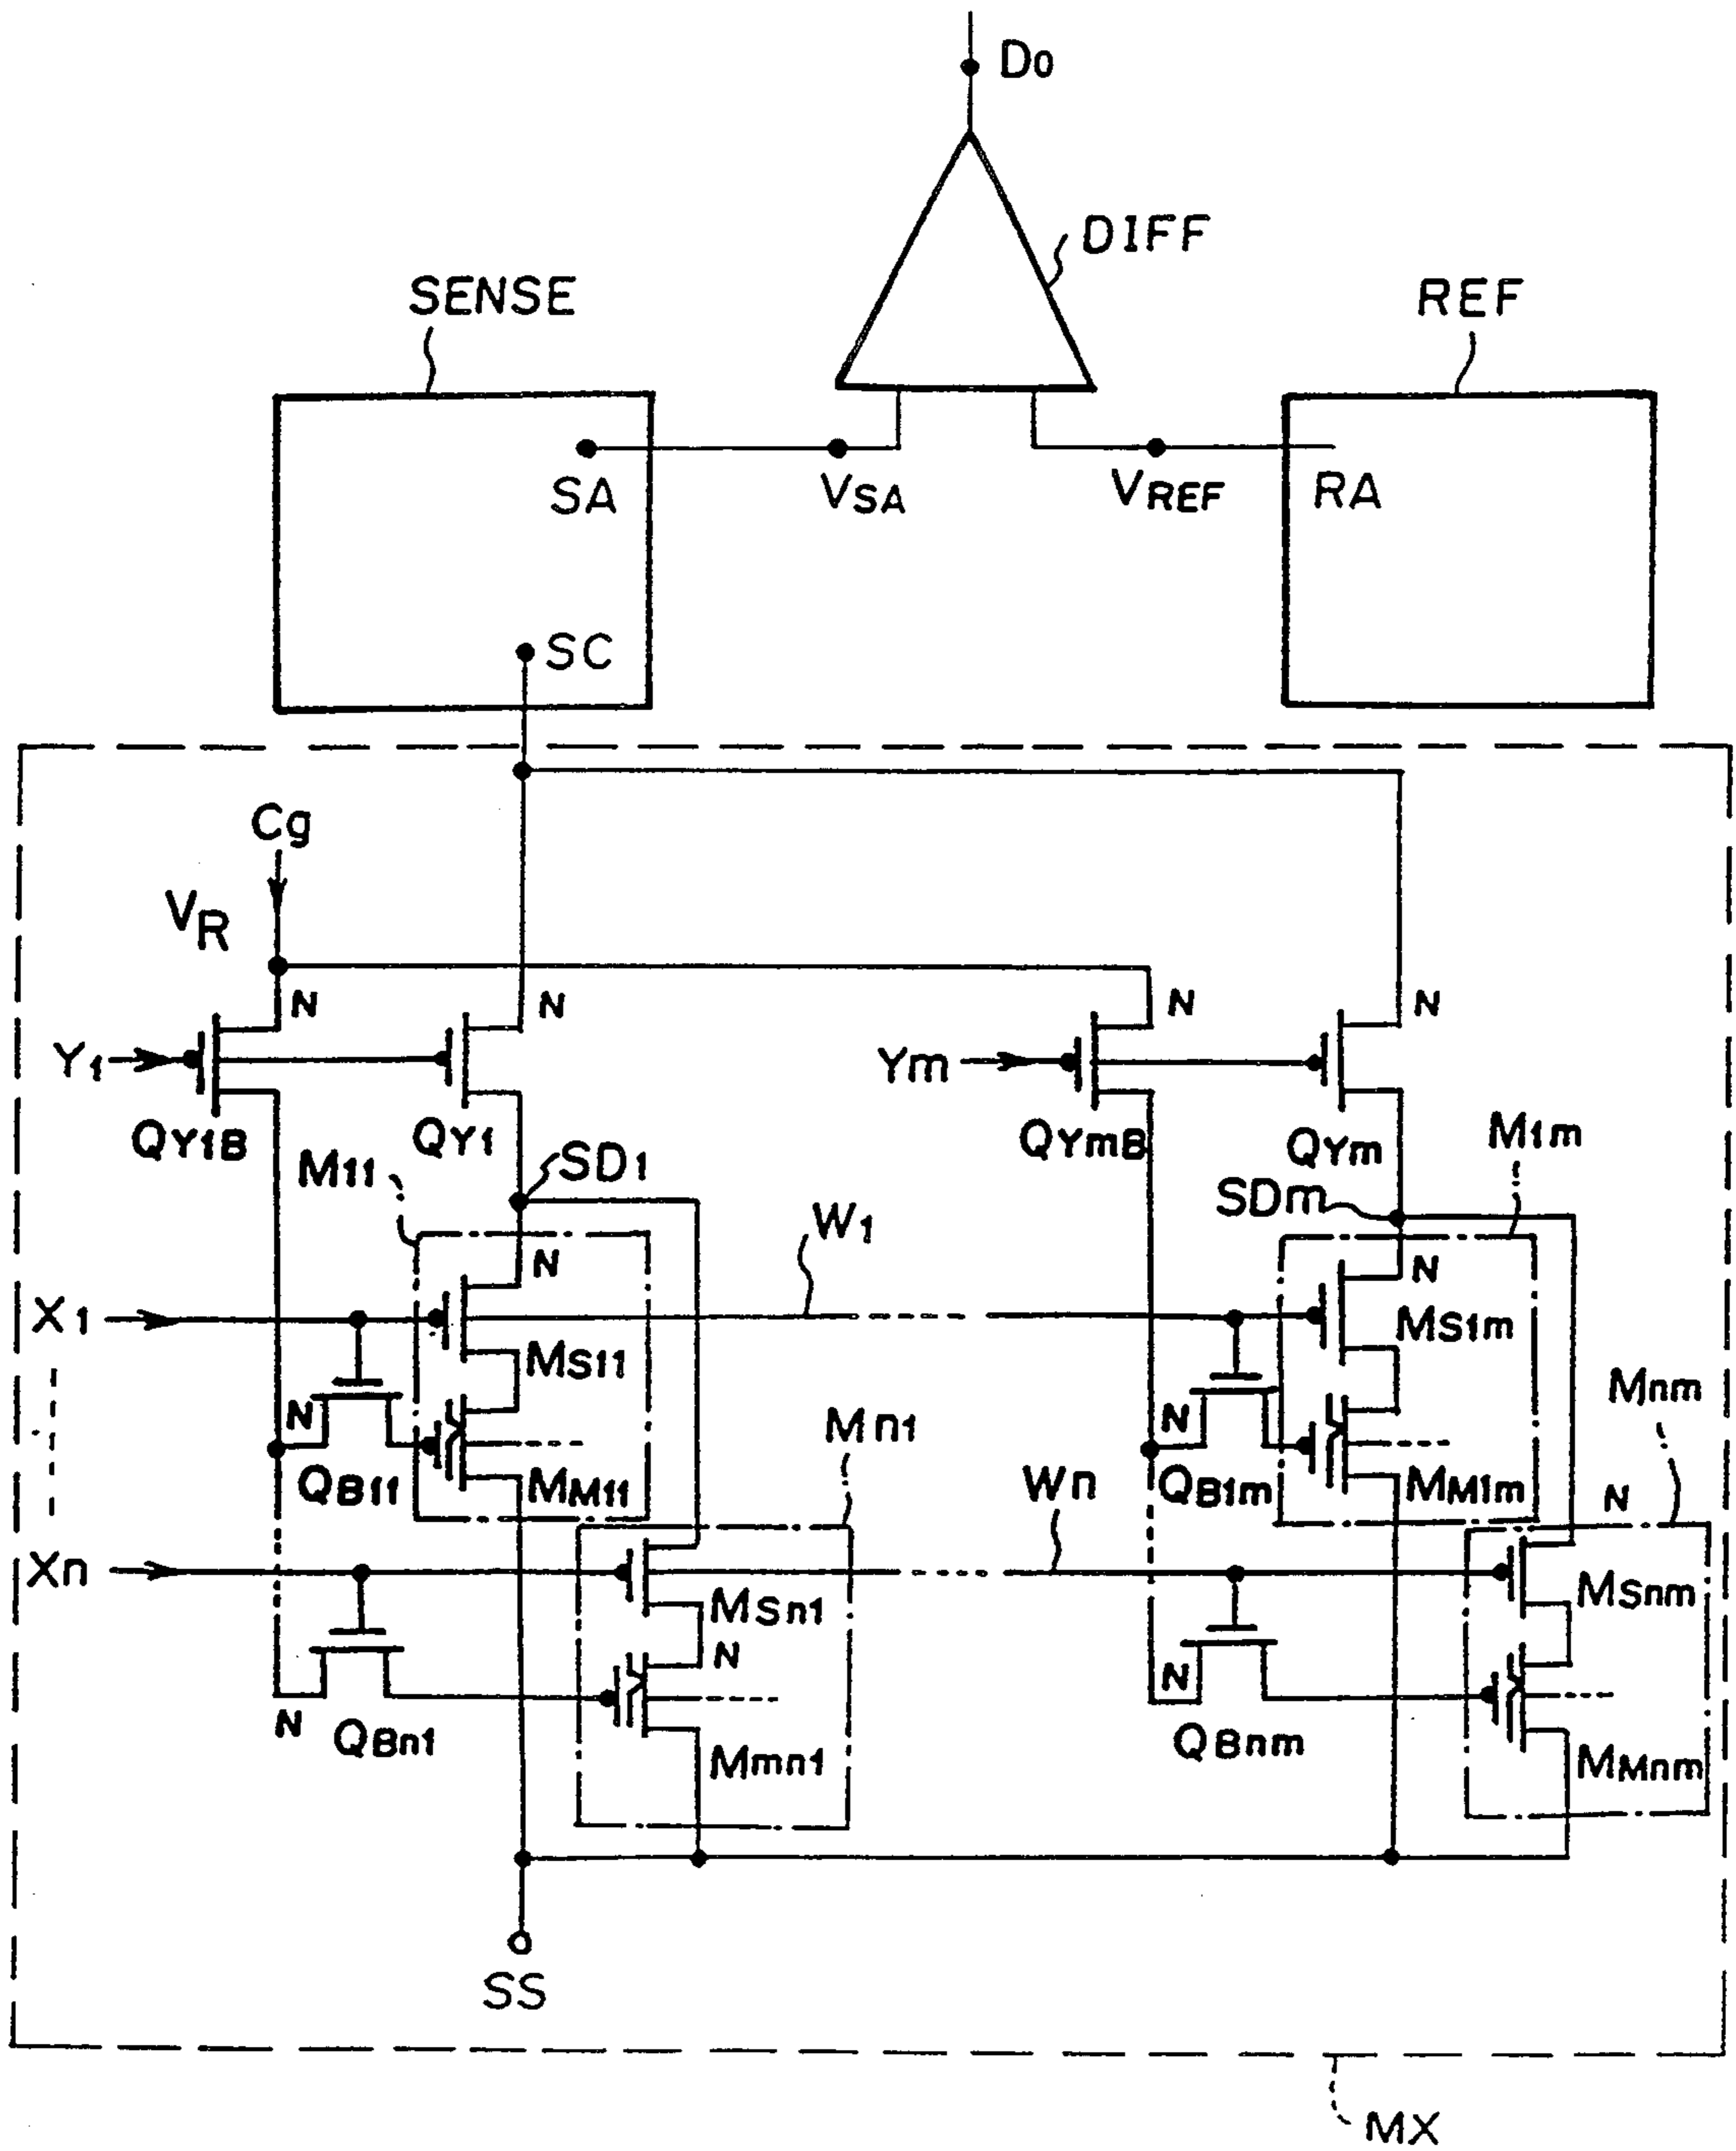 D0
DIFF
SENSE
REF
SA
VSA
VREF
RA
SC
Cg
VR
N
N
N
N
Y1
Ym
QY1B
QY1
QYmB
QYm
M1m
M11
SD1
SDm
W1
N
N
X1
MS11
MS1m
N
N
Mn1
Mnm
QB11
MM11
Wn
QB1m
MM1m
N
Xn
MSn1
MSnm
N
N
N
QBn1
Mmn1
QBnm
MMnm
SS
MX